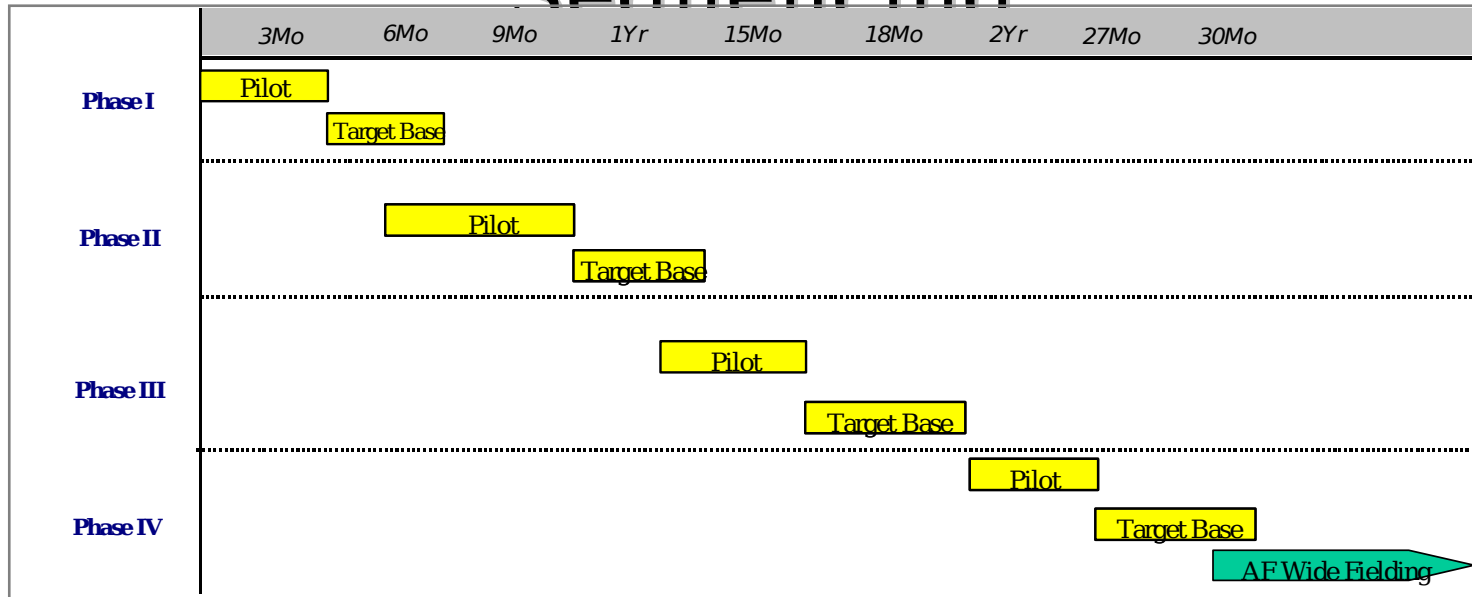 3Mo 6Mo 9Mo 1Yr 15Mo 18Mo 2Yr 27Mo 30Mo
Phase I
Pilot
Target Base
Phase II
Pilot
Target Base
Phase III
Pilot
Target Base
Phase IV
Pilot
Target Base
AF Wide Fielding